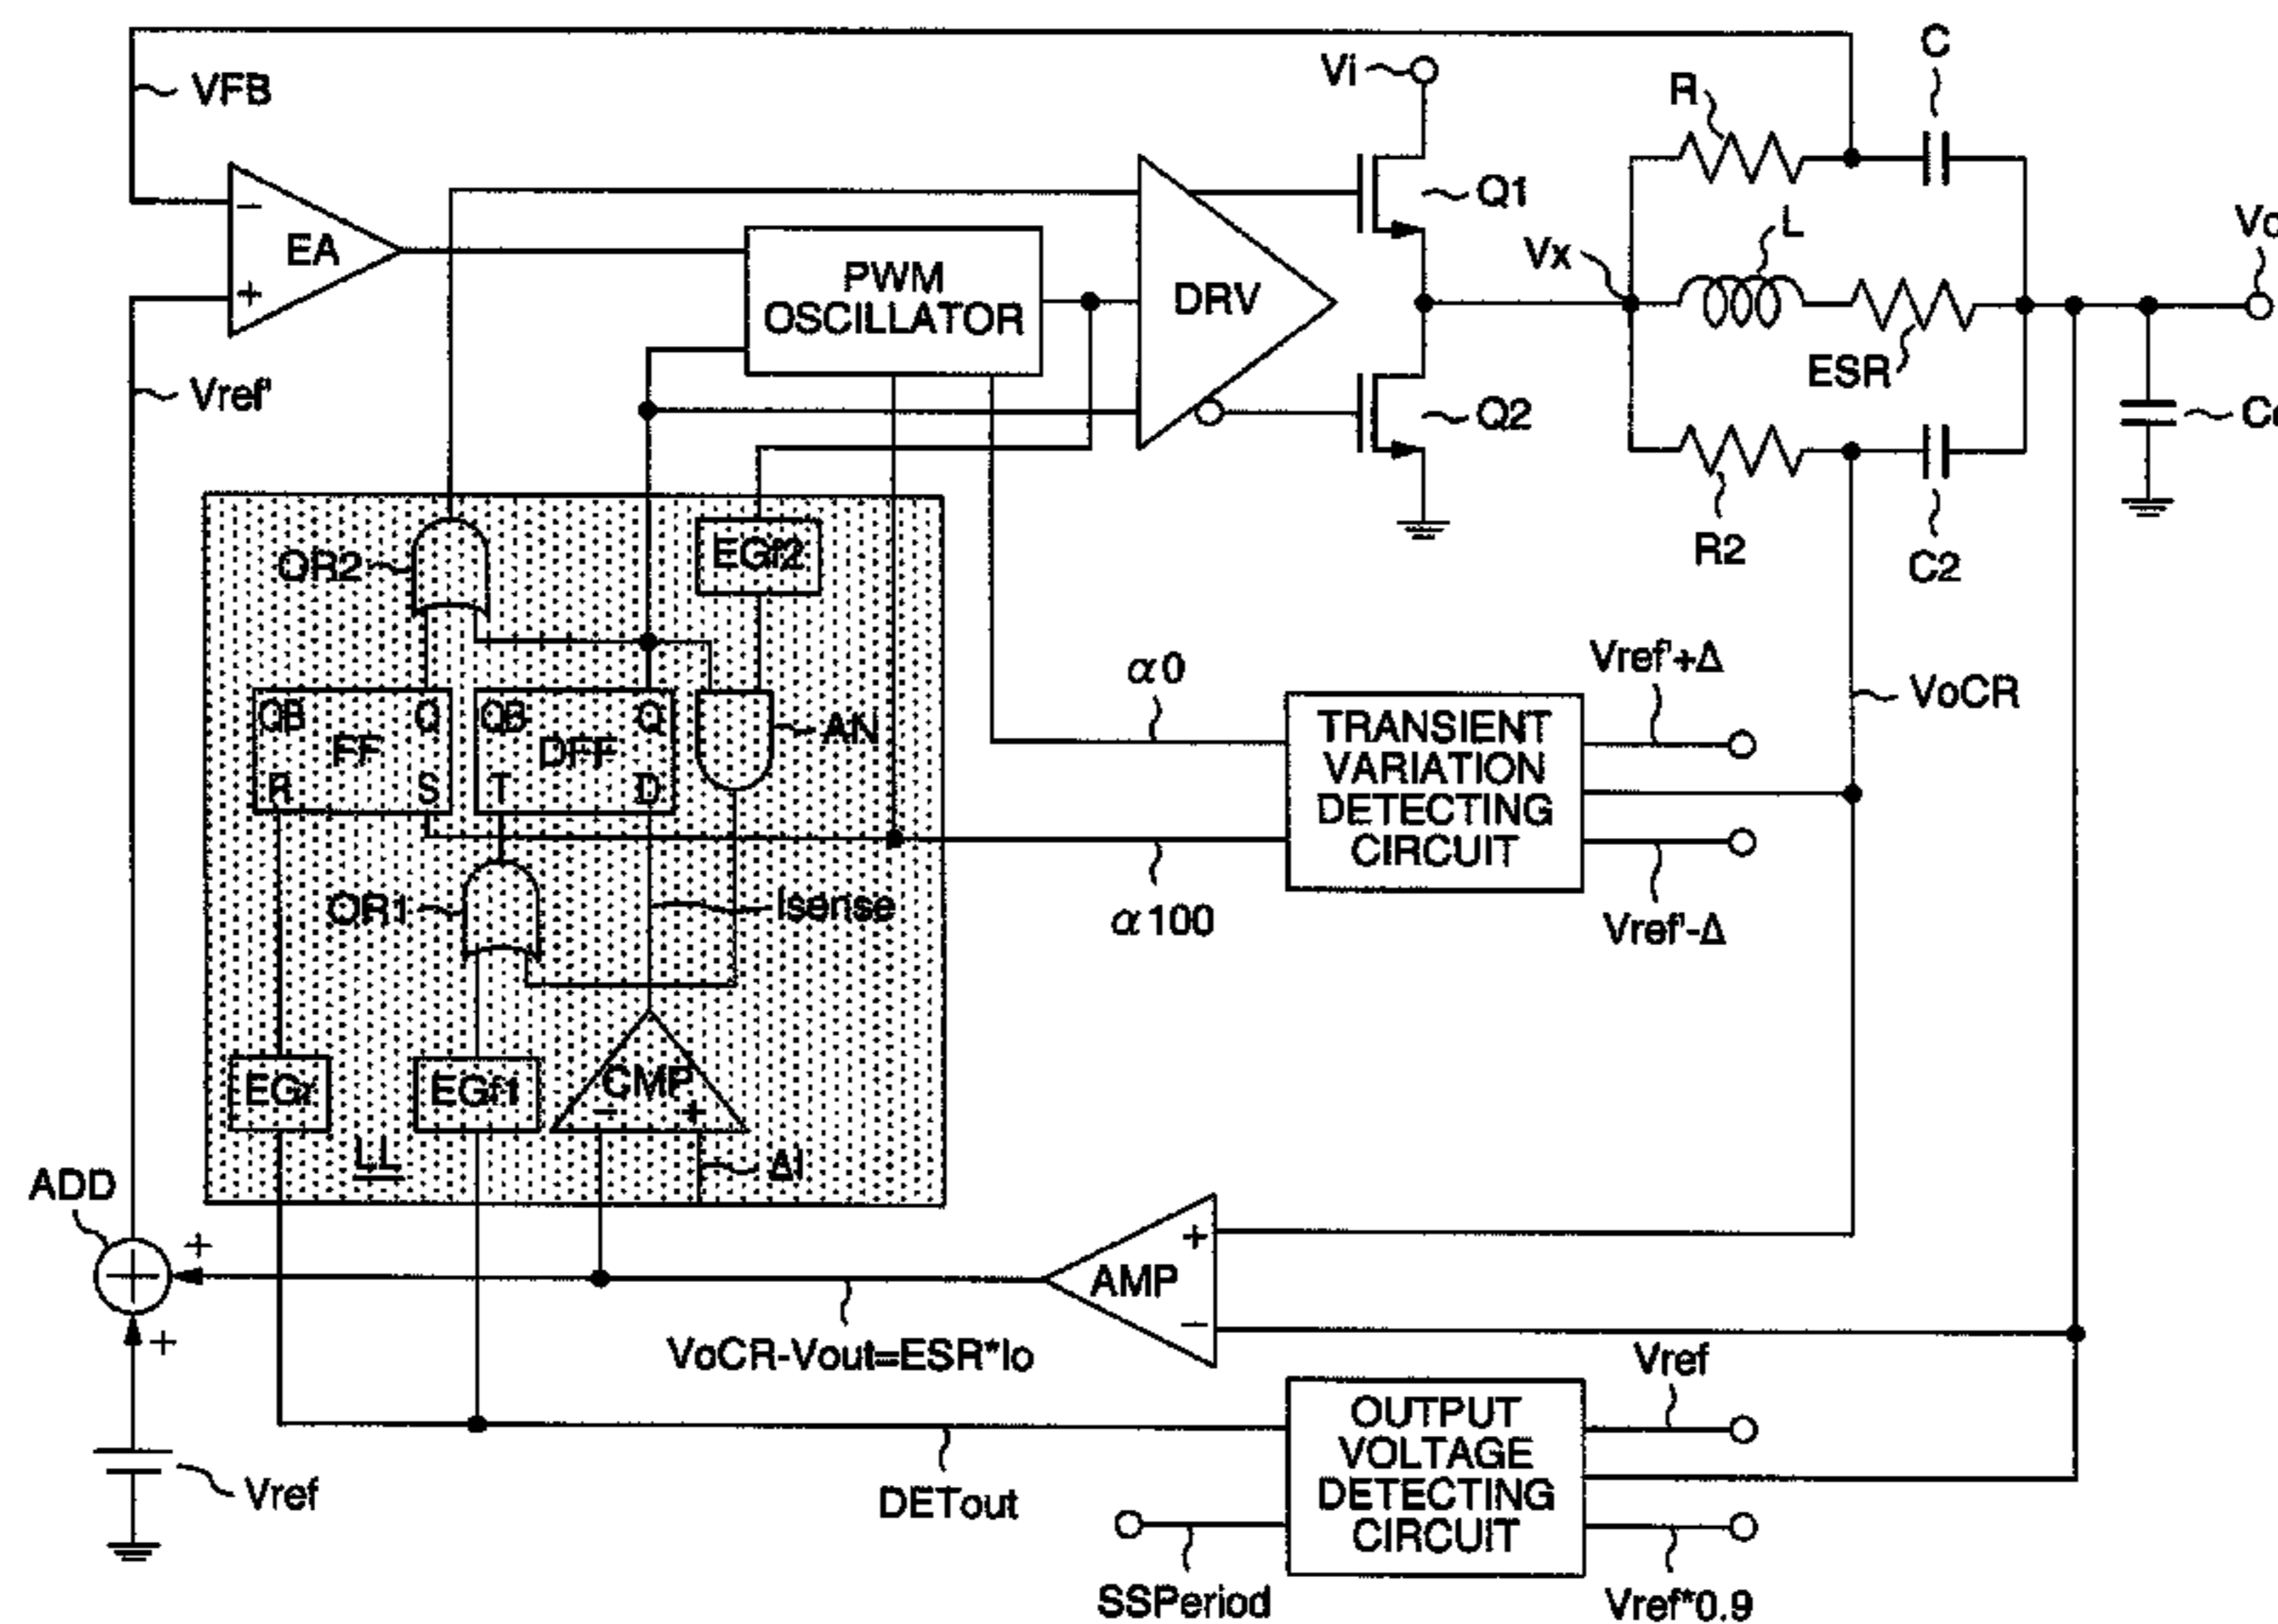 C
Vi
R
VFB
Q1
L
Vx
EA
PWM
OSCILLATOR
DRV
ESR
Vref'
Q2
R2
C2
OR2
EGf2
α0
Vref'+Δ
VoCR
QB
Q
FF
R
S
QB
Q
DFF
T
D
AN
TRANSIENT
VARIATION
DETECTING
CIRCUIT
OR1
Isense
α100
Vref'-Δ
EGr
EGf1
CMP
-
+
LL
ΔI
ADD
+
+
AMP
+
-
VoCR-Vout=ESR*Io
Vref
OUTPUT
VOLTAGE
DETECTING
CIRCUIT
Vref
DETout
SSPeriod
Vref*0.9